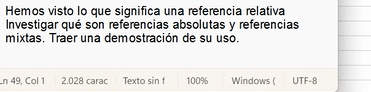 Hemos visto lo que significa una referencia relativa
Investigar qué son referencias absolutas y referencias
mixtas. Traer una demostración de su uso.
Ln 49, Col 1 2.028 carac Texto sin f 100% Windows ( UTF-8